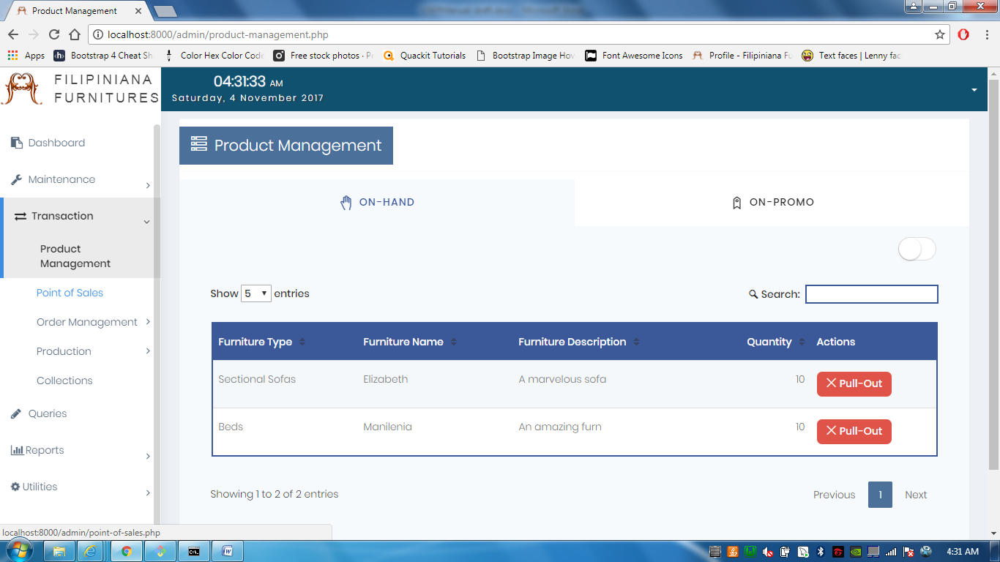 Product Management
localhost:8000/admin/product-management.php
Apps Bootstrap 4 Cheat Sh Color Hex Color Code Free stock photos · Pe Quackit Tutorials Bootstrap Image Hov Font Awesome Icons Profile - Filipiniana Fu Text faces | Lenny fac
FILIPINIANA
FURNITURES
04:31:33 AM
Saturday, 4 November 2017
Dashboard
Maintenance
Transaction
Product
Management
Point of Sales
Order Management
Production
Collections
Queries
Reports
Utilities
Product Management
ON-HAND ON-PROMO
Show 5 entries Search:
Furniture Type Furniture Name Furniture Description Quantity Actions
Sectional Sofas Elizabeth A marvelous sofa 10 Pull-Out
Beds Manilenia An amazing furn 10 Pull-Out
Showing 1 to 2 of 2 entries Previous 1 Next
localhost:8000/admin/point-of-sales.php
4:31 AM